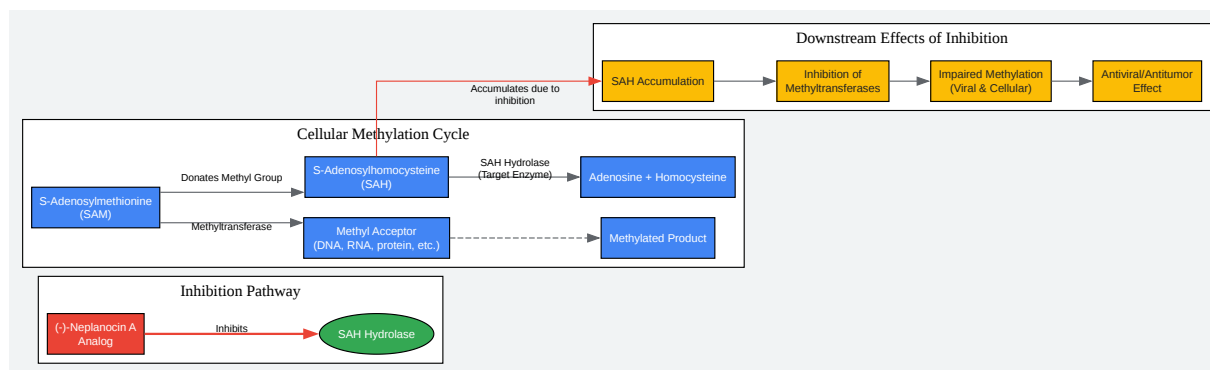 Downstream Effects of Inhibition
SAH Accumulation
Inhibition of
Methyltransferases
Impaired Methylation
(Viral & Cellular)
Antiviral/Antitumor
Effect
Accumulates due to
inhibition
Cellular Methylation Cycle
S-Adenosylmethionine
(SAM)
Donates Methyl Group
Methyltransferase
S-Adenosylhomocysteine
(SAH)
SAH Hydrolase
(Target Enzyme)
Adenosine + Homocysteine
Methyl Acceptor
(DNA, RNA, protein, etc.)
Methylated Product
Inhibition Pathway
(-)-Neplanocin A
Analog
Inhibits
SAH Hydrolase